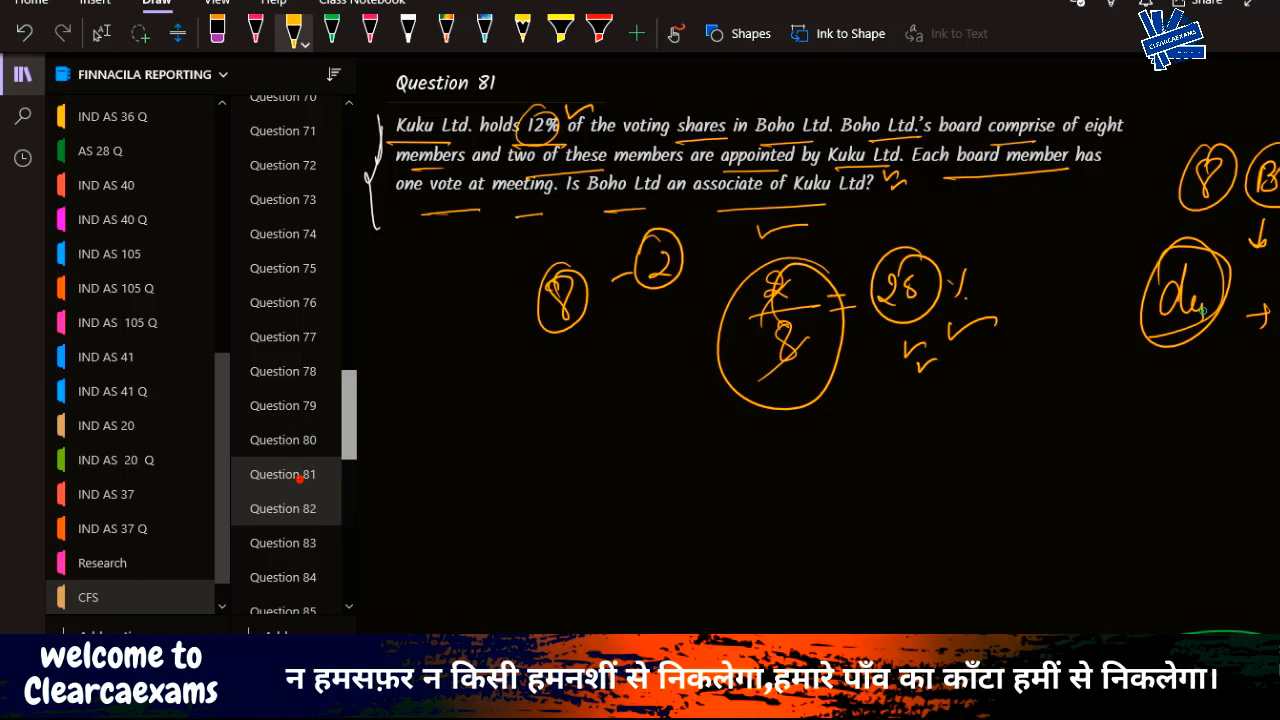 Draw
View
Class Notebook
Share
Shapes
Ink to Shape
Ink to Text
CLEARCAEXAMS
FINNACILA REPORTING
IND AS 36 Q
AS 28 Q
IND AS 40
IND AS 40 Q
IND AS 105
IND AS 105 Q
IND AS 105 Q
IND AS 41
IND AS 41 Q
IND AS 20
IND AS 20 Q
IND AS 37
IND AS 37 Q
Research
CFS
Question 70
Question 71
Question 72
Question 73
Question 74
Question 75
Question 76
Question 77
Question 78
Question 79
Question 80
Question 81
Question 82
Question 83
Question 84
Question 85
Question 81
Kuku Ltd. holds 12% of the voting shares in Boho Ltd. Boho Ltd.'s board comprise of eight
members and two of these members are appointed by Kuku Ltd. Each board member has
one vote at meeting. Is Boho Ltd an associate of Kuku Ltd?
8 - 2
2
8
= 28 %
8 B
welcome to
Clearcaexams
न हमसफ़र न किसी हमनशीं से निकलेगा,हमारे पाँव का काँटा हमीं से निकलेगा।